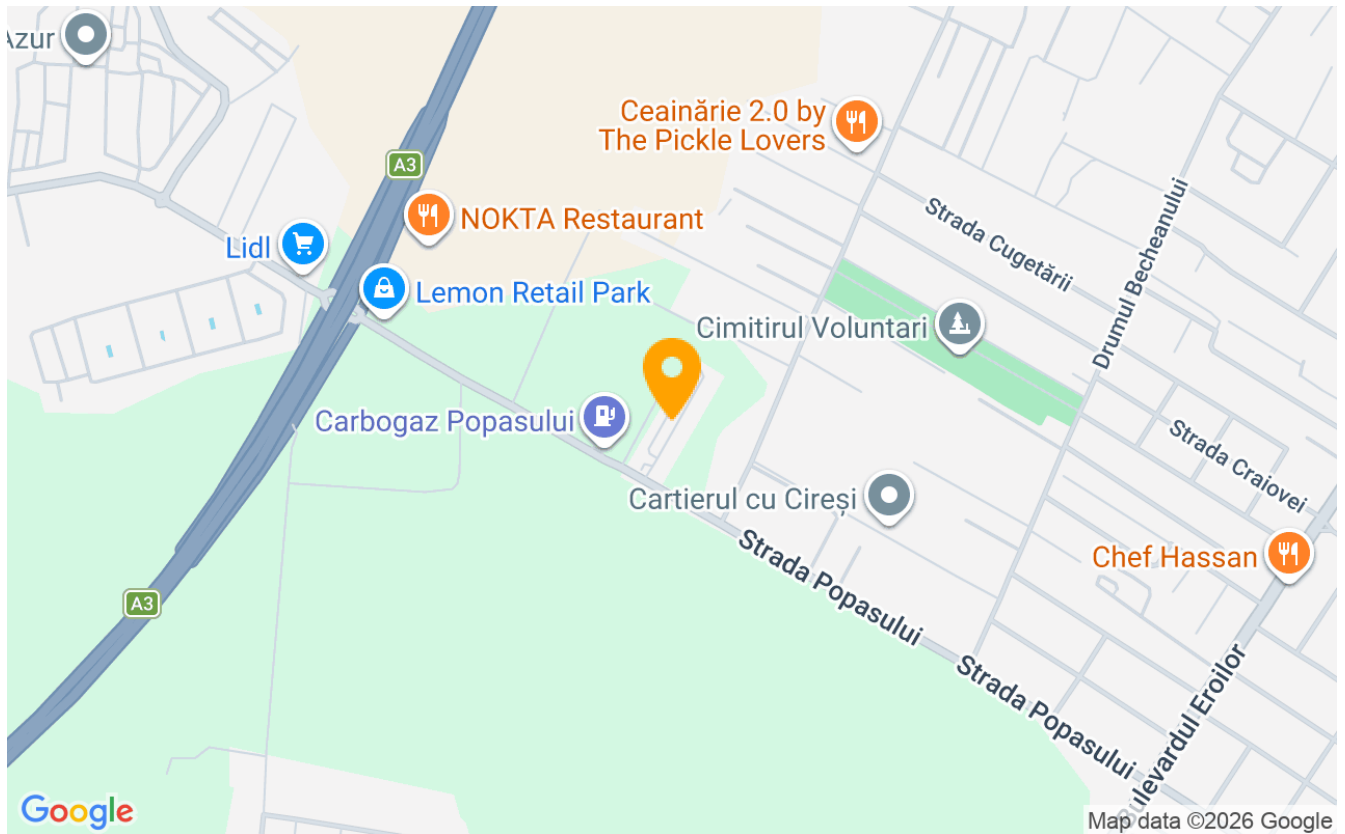 Azur
Ceainărie 2.0 by
The Pickle Lovers
A3
NOKTA Restaurant
Strada Cugetării
Lidl
Lemon Retail Park
Drumul Becheanului
Cimitirul Voluntari
Carbogaz Popasului
Strada Craiovei
Cartierul cu Cireși
Chef Hassan
Strada Popasului
A3
Strada Popasului
Bulevardul Eroilor
Google
Map data ©2026 Google